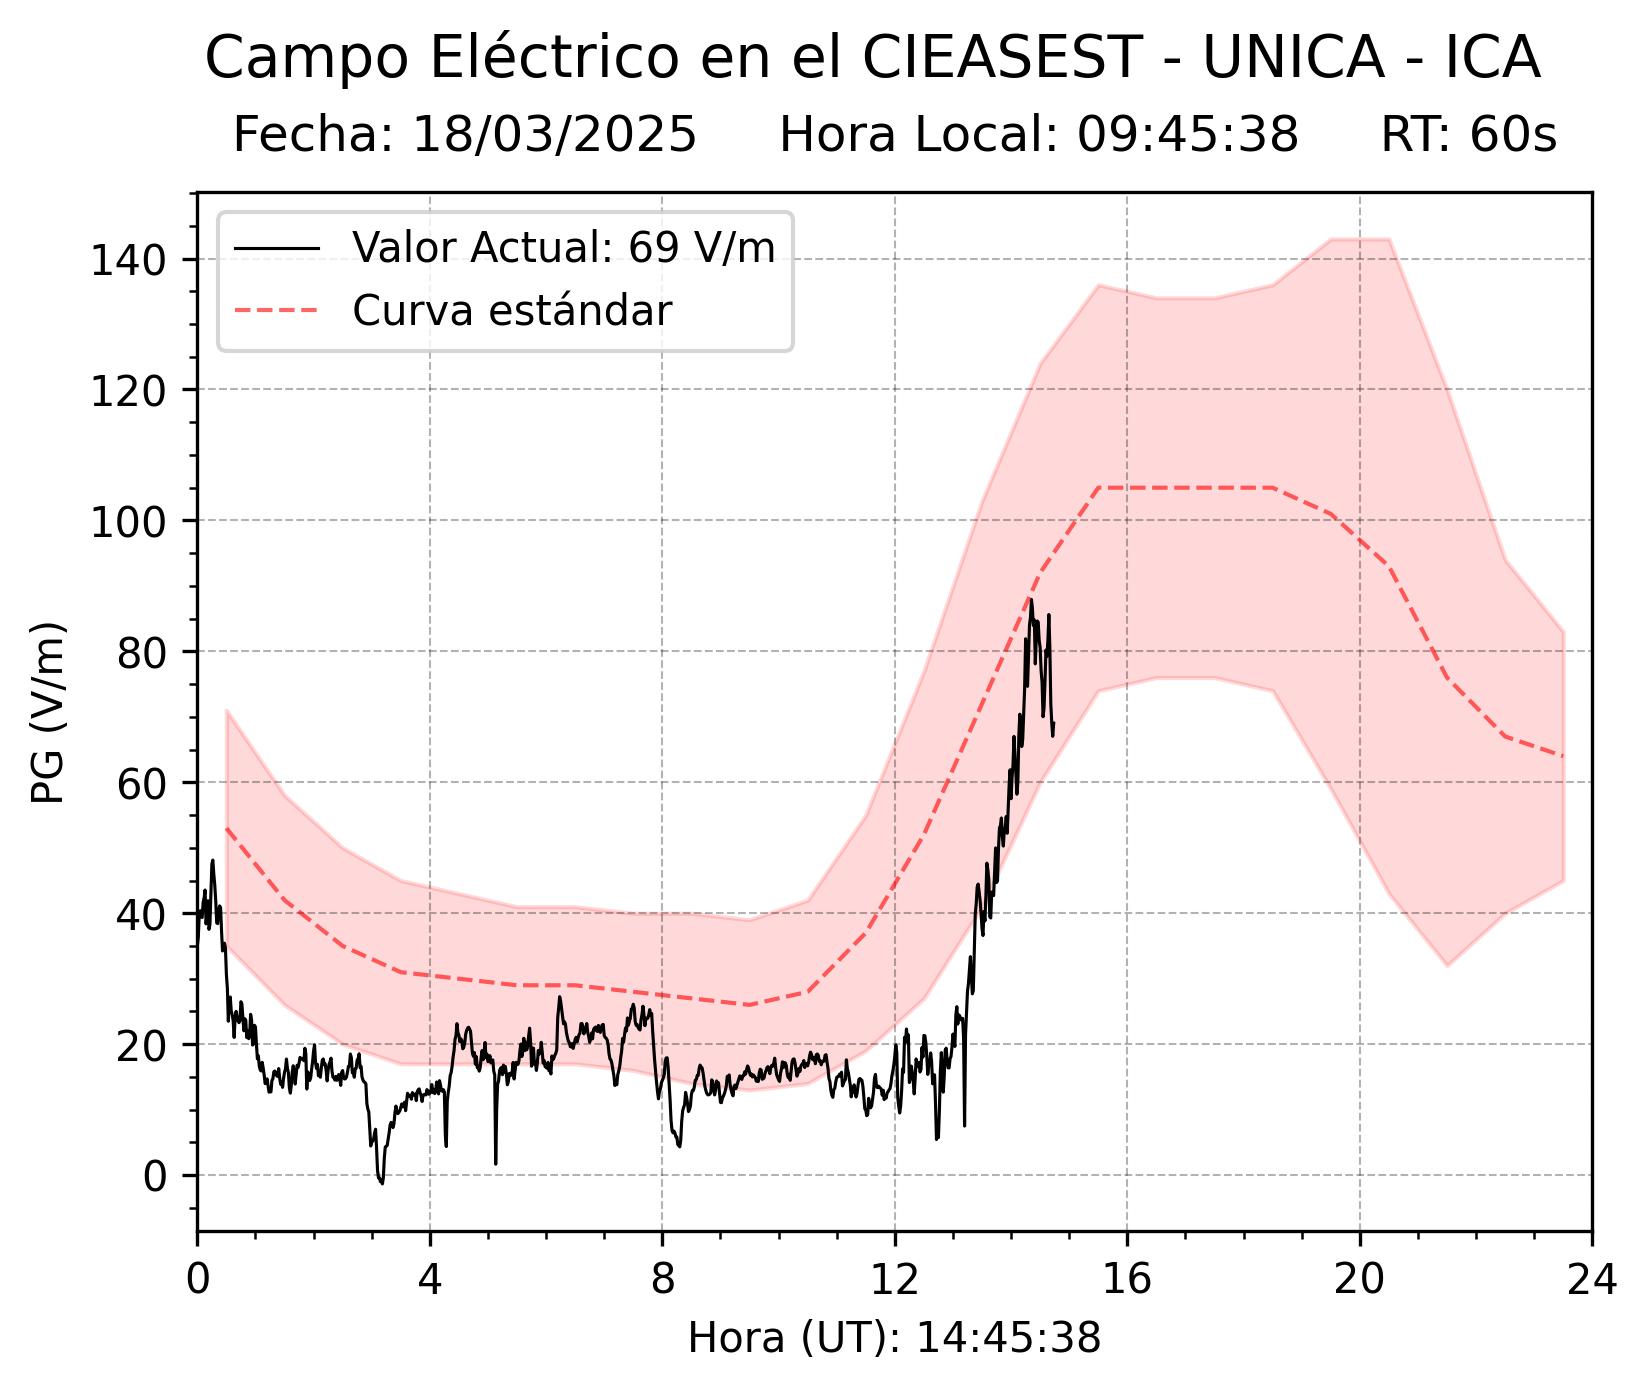 Campo Eléctrico en el CIEASEST - UNICA - ICA
Fecha: 18/03/2025 Hora Local: 09:45:38 RT: 60s
Valor Actual: 69 V/m
Curva estándar
140
120
100
80
60
40
20
0
PG (V/m)
0 4 8 12 16 20 24
Hora (UT): 14:45:38